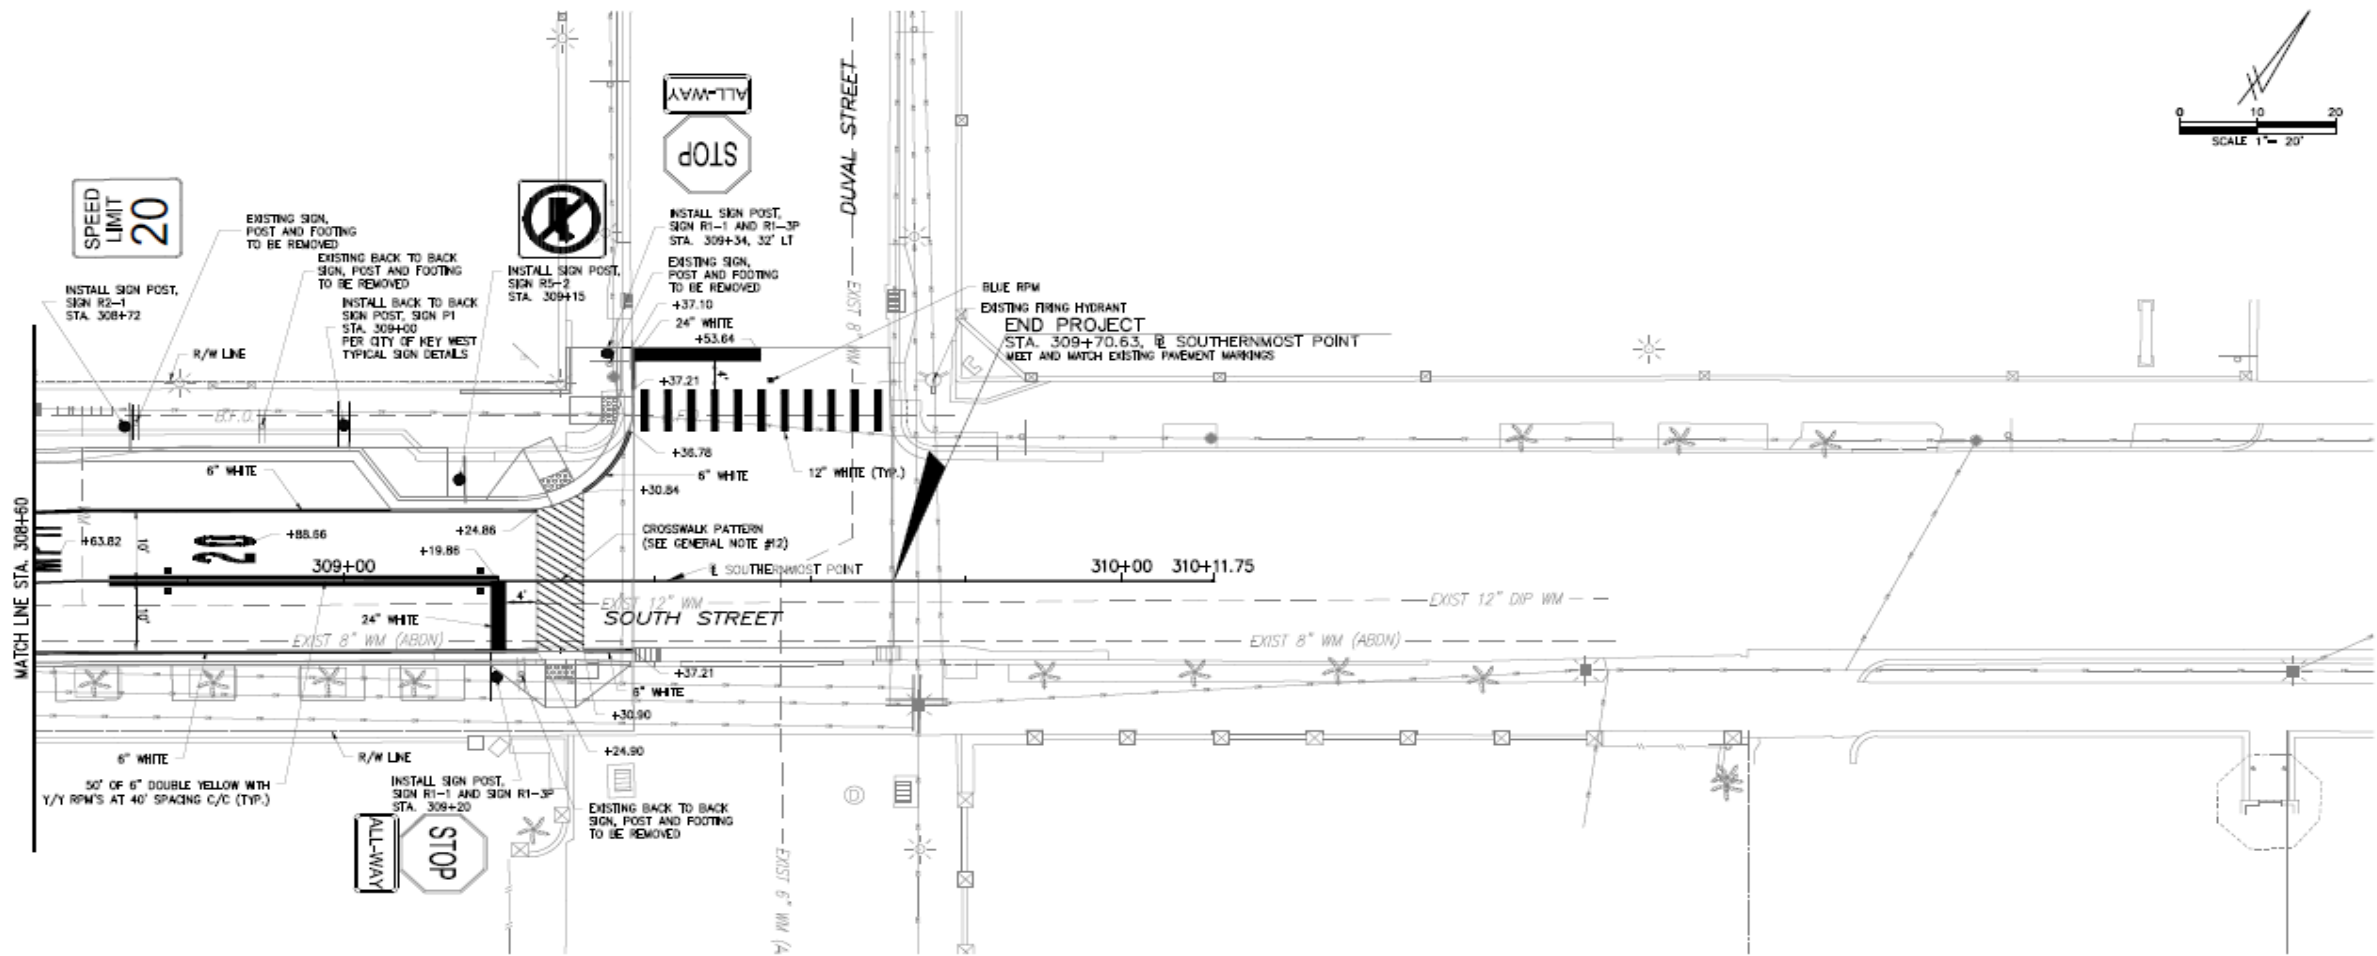 ALL-WAY
STOP
DUVAL STREET
0 10 20
SCALE 1"= 20'
SPEED
LIMIT
20
EXISTING SIGN,
POST AND FOOTING
TO BE REMOVED
EXISTING BACK TO BACK
SIGN, POST AND FOOTING
TO BE REMOVED
INSTALL SIGN POST,
SIGN R2-1
STA. 308+72
INSTALL BACK TO BACK
SIGN POST, SIGN P1
STA. 309+00
PER CITY OF KEY WEST
TYPICAL SIGN DETAILS
INSTALL SIGN POST,
SIGN R5-2
STA. 309+15
INSTALL SIGN POST,
SIGN R1-1 AND R1-3P
STA. 309+34, 32' LT
EXISTING SIGN,
POST AND FOOTING
TO BE REMOVED
+37.10
24" WHITE
+53.64
EXIST 8" WM
BLUE RPM
EXISTING FIRING HYDRANT
END PROJECT
STA. 309+70.63, ℄ SOUTHERNMOST POINT
MEET AND MATCH EXISTING PAVEMENT MARKINGS
R/W LINE
+37.21
4'
B.F.O.
+36.78
6" WHITE
12" WHITE (TYP.)
6" WHITE
+30.84
MATCH LINE STA. 308+60
WM
+63.82
10'
20
+88.66
+24.86
+19.86
CROSSWALK PATTERN
(SEE GENERAL NOTE #12)
309+00
℄ SOUTHERNMOST POINT
310+00 310+11.75
10'
4'
EXIST 12" WM
EXIST 12" DIP WM
SOUTH STREET
24" WHITE
EXIST 8" WM (ABDN)
EXIST 8" WM (ABDN)
+37.21
6" WHITE
+30.90
+24.90
6" WHITE
R/W LINE
50' OF 6" DOUBLE YELLOW WITH
Y/Y RPM'S AT 40' SPACING C/C (TYP.)
INSTALL SIGN POST,
SIGN R1-1 AND SIGN R1-3P
STA. 309+20
EXISTING BACK TO BACK
SIGN, POST AND FOOTING
TO BE REMOVED
ALL-WAY
STOP
D
EXIST 6" WM (A